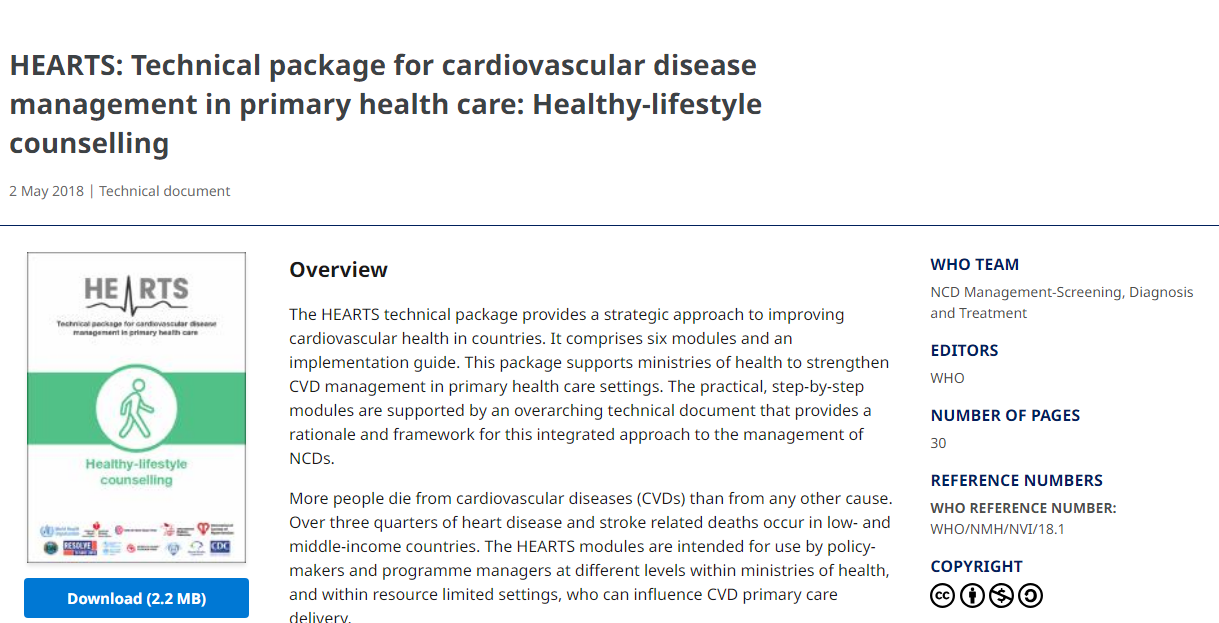 HEARTS: Technical package for cardiovascular disease
management in primary health care: Healthy-lifestyle
counselling
2 May 2018 | Technical document
HEARTS
Technical package for cardiovascular disease
management in primary health care
Healthy-lifestyle
counselling
RESOLVE
CDC
Download (2.2 MB)
Overview
The HEARTS technical package provides a strategic approach to improving
cardiovascular health in countries. It comprises six modules and an
implementation guide. This package supports ministries of health to strengthen
CVD management in primary health care settings. The practical, step-by-step
modules are supported by an overarching technical document that provides a
rationale and framework for this integrated approach to the management of
NCDs.
More people die from cardiovascular diseases (CVDs) than from any other cause.
Over three quarters of heart disease and stroke related deaths occur in low- and
middle-income countries. The HEARTS modules are intended for use by policy-
makers and programme managers at different levels within ministries of health,
and within resource limited settings, who can influence CVD primary care
delivery.
WHO TEAM
NCD Management-Screening, Diagnosis
and Treatment
EDITORS
WHO
NUMBER OF PAGES
30
REFERENCE NUMBERS
WHO REFERENCE NUMBER:
WHO/NMH/NVI/18.1
COPYRIGHT
cc